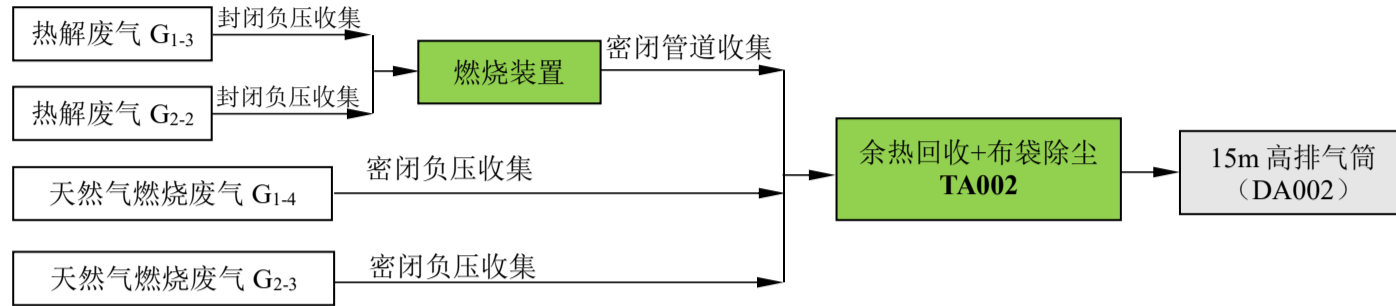 热解废气 G1-3
封闭负压收集
热解废气 G2-2
封闭负压收集
燃烧装置
密闭管道收集
天然气燃烧废气 G1-4
密闭负压收集
天然气燃烧废气 G2-3
密闭负压收集
余热回收+布袋除尘
TA002
15m 高排气筒
（DA002）